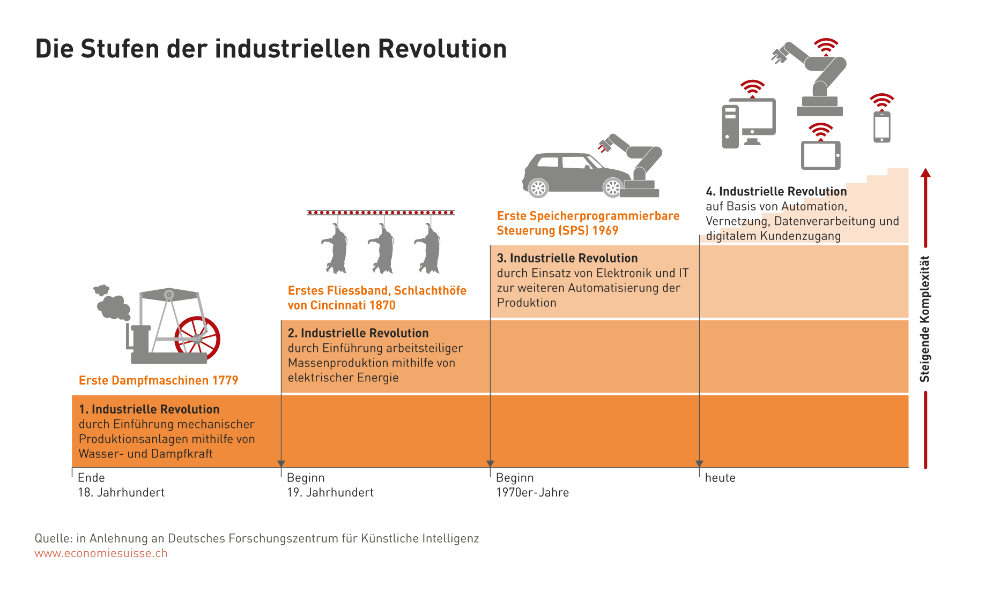 Die Stufen der industriellen Revolution
Erste Dampfmaschinen 1779
1. Industrielle Revolution
durch Einführung mechanischer
Produktionsanlagen mithilfe von
Wasser- und Dampfkraft
Ende
18. Jahrhundert
Erstes Fliessband, Schlachthöfe
von Cincinnati 1870
2. Industrielle Revolution
durch Einführung arbeitsteiliger
Massenproduktion mithilfe von
elektrischer Energie
Beginn
19. Jahrhundert
Erste Speicherprogrammierbare
Steuerung (SPS) 1969
3. Industrielle Revolution
durch Einsatz von Elektronik und IT
zur weiteren Automatisierung der
Produktion
Beginn
1970er-Jahre
4. Industrielle Revolution
auf Basis von Automation,
Vernetzung, Datenverarbeitung und
digitalem Kundenzugang
heute
Steigende Komplexität
Quelle: in Anlehnung an Deutsches Forschungszentrum für Künstliche Intelligenz
www.economiesuisse.ch